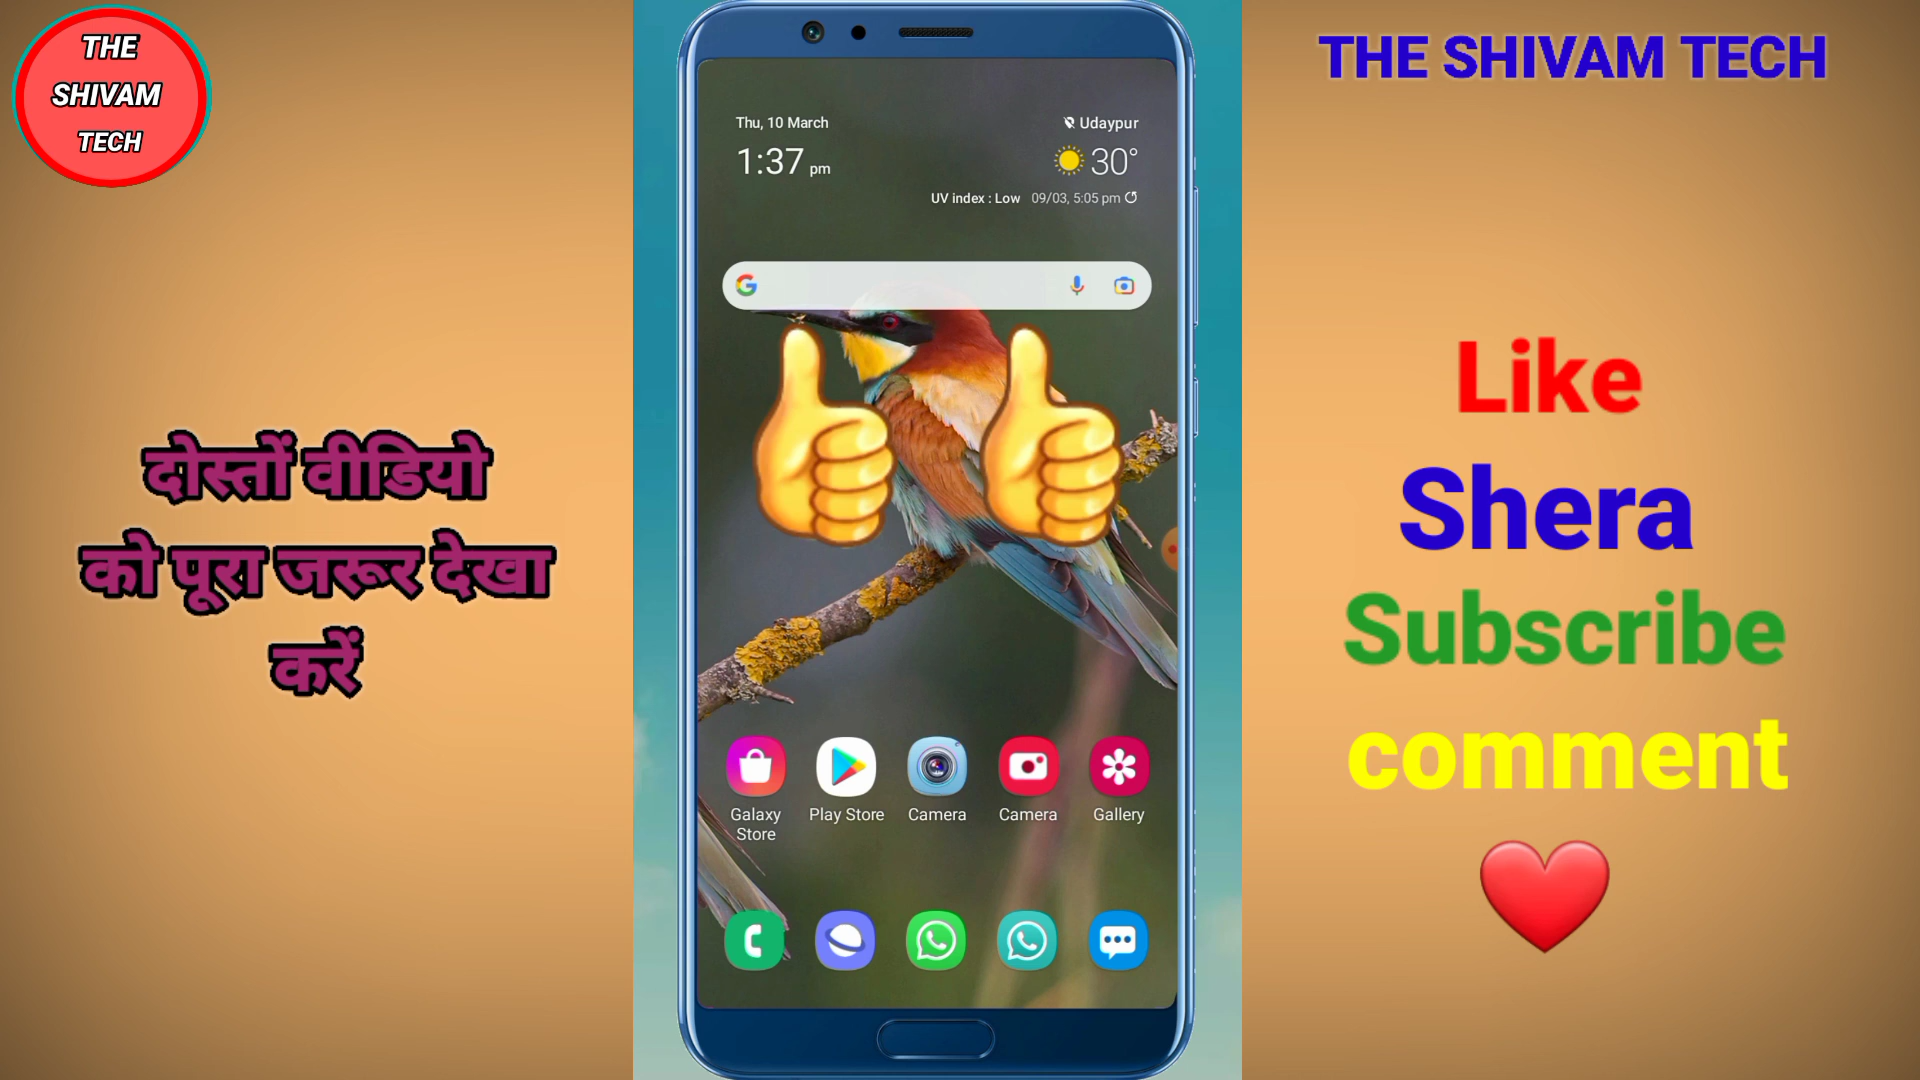 THE
SHIVAM
TECH
THE SHIVAM TECH
Thu, 10 March
Udaypur
1:37 pm
30°
UV index : Low 09/03, 5:05 pm
दोस्तों वीडियो
को पूरा जरूर देखा
करें
Like
Shera
Subscribe
comment
Galaxy Store
Play Store
Camera
Camera
Gallery